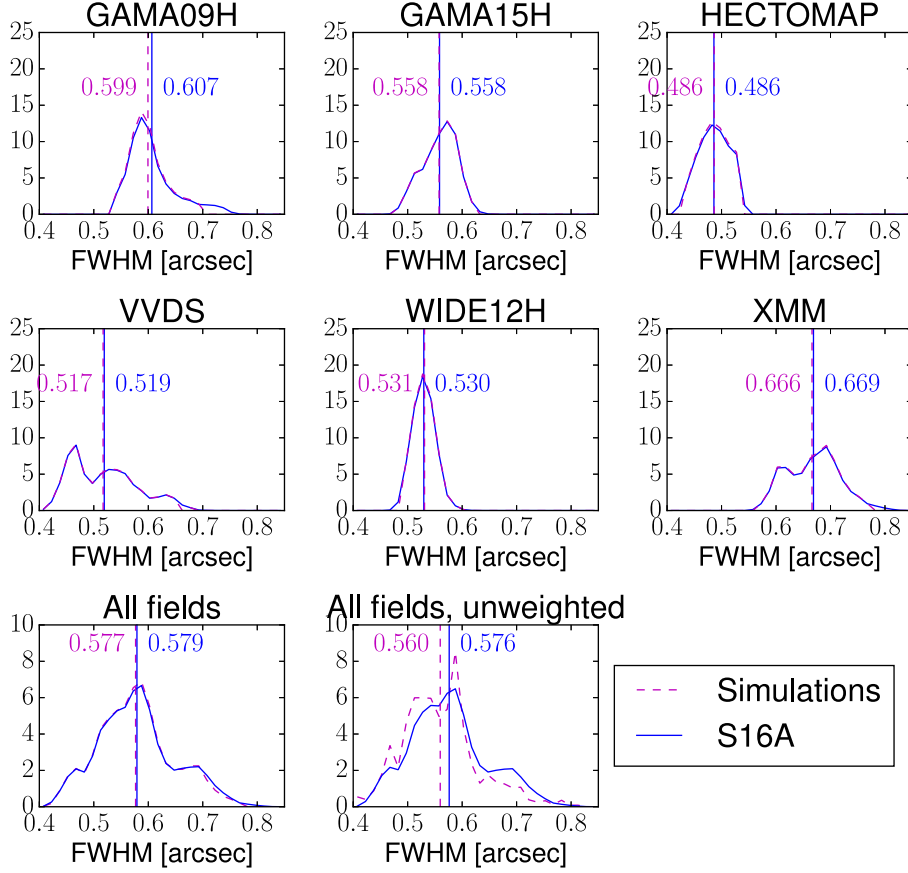 GAMA09H
25
20
15
10
5
0
0.599
0.607
0.4 0.5 0.6 0.7 0.8
FWHM [arcsec]
GAMA15H
25
20
15
10
5
0
0.558
0.558
0.4 0.5 0.6 0.7 0.8
FWHM [arcsec]
HECTOMAP
25
20
15
10
5
0
0.486
0.486
0.4 0.5 0.6 0.7 0.8
FWHM [arcsec]
VVDS
25
20
15
10
5
0
0.517
0.519
0.4 0.5 0.6 0.7 0.8
FWHM [arcsec]
WIDE12H
25
20
15
10
5
0
0.531
0.530
0.4 0.5 0.6 0.7 0.8
FWHM [arcsec]
XMM
25
20
15
10
5
0
0.666
0.669
0.4 0.5 0.6 0.7 0.8
FWHM [arcsec]
All fields
10
8
6
4
2
0
0.577
0.579
0.4 0.5 0.6 0.7 0.8
FWHM [arcsec]
All fields, unweighted
10
8
6
4
2
0
0.560
0.576
0.4 0.5 0.6 0.7 0.8
FWHM [arcsec]
Simulations
S16A